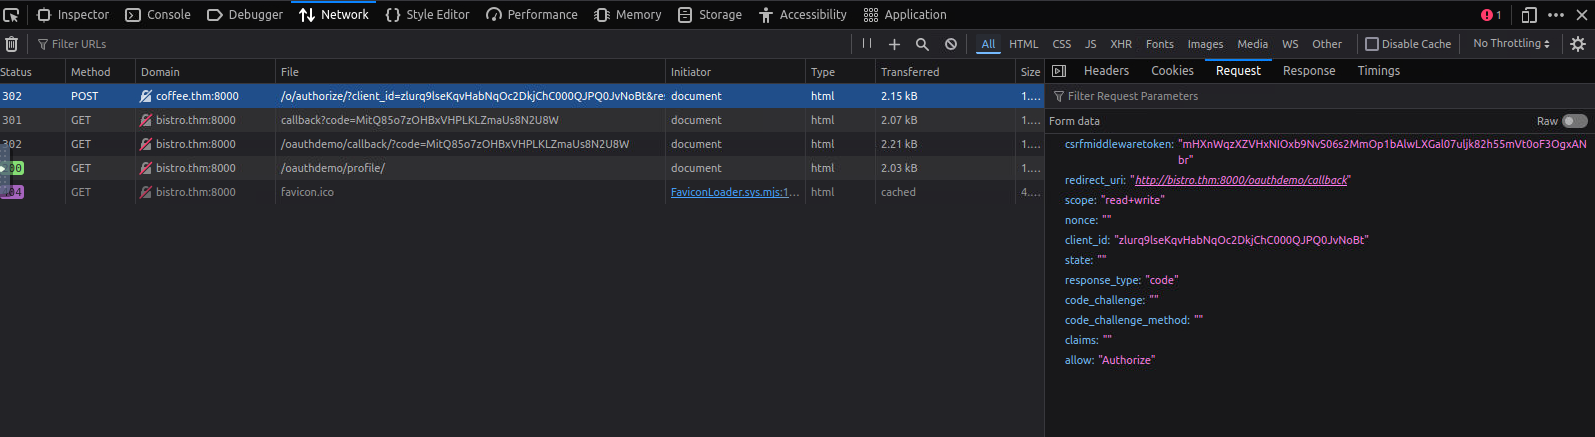 Inspector Console Debugger Network Style Editor Performance Memory Storage Accessibility Application 1
Filter URLs All HTML CSS JS XHR Fonts Images Media WS Other Disable Cache No Throttling
Status Method Domain File Initiator Type Transferred Size
302 POST coffee.thm:8000 /o/authorize/?client_id=zlurq9lseKqvHabNqOc2DkjChC000QJPQ0JvNoBt&res document html 2.15 kB 1....
301 GET bistro.thm:8000 callback?code=MitQ85o7zOHBxVHPLKLZmaUs8N2U8W document html 2.07 kB 1....
302 GET bistro.thm:8000 /oauthdemo/callback/?code=MitQ85o7zOHBxVHPLKLZmaUs8N2U8W document html 2.21 kB 1....
GET bistro.thm:8000 /oauthdemo/profile/ document html 2.03 kB 1....
GET bistro.thm:8000 favicon.ico FaviconLoader.sys.mjs:1... html cached 4....
Headers Cookies Request Response Timings
Filter Request Parameters
Form data Raw
csrfmiddlewaretoken: "mHXnWqzXZVHxNIOxb9NvS06s2MmOp1bAlwLXGal07uljk82h55mVt0oF3OgxAN
br"
redirect_uri: "http://bistro.thm:8000/oauthdemo/callback"
scope: "read+write"
nonce: ""
client_id: "zlurq9lseKqvHabNqOc2DkjChC000QJPQ0JvNoBt"
state: ""
response_type: "code"
code_challenge: ""
code_challenge_method: ""
claims: ""
allow: "Authorize"